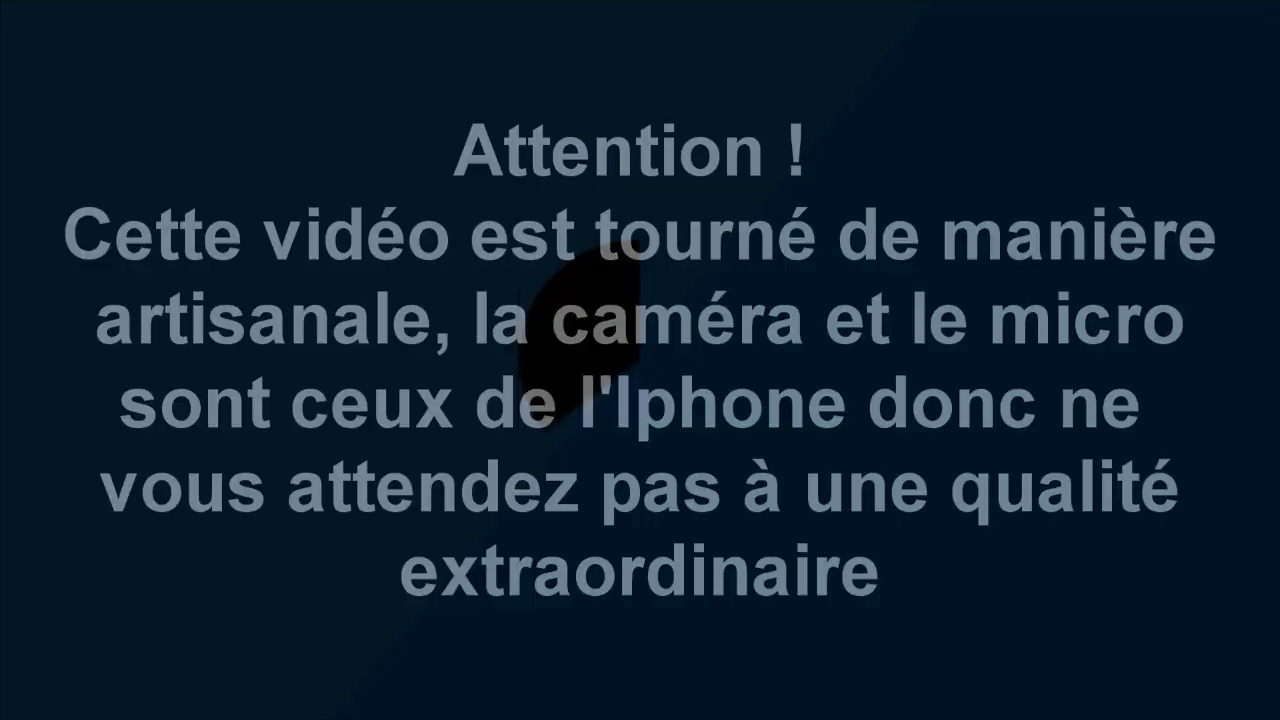 Attention !
Cette vidéo est tourné de manière
artisanale, la caméra et le micro
sont ceux de l'Iphone donc ne
vous attendez pas à une qualité
extraordinaire